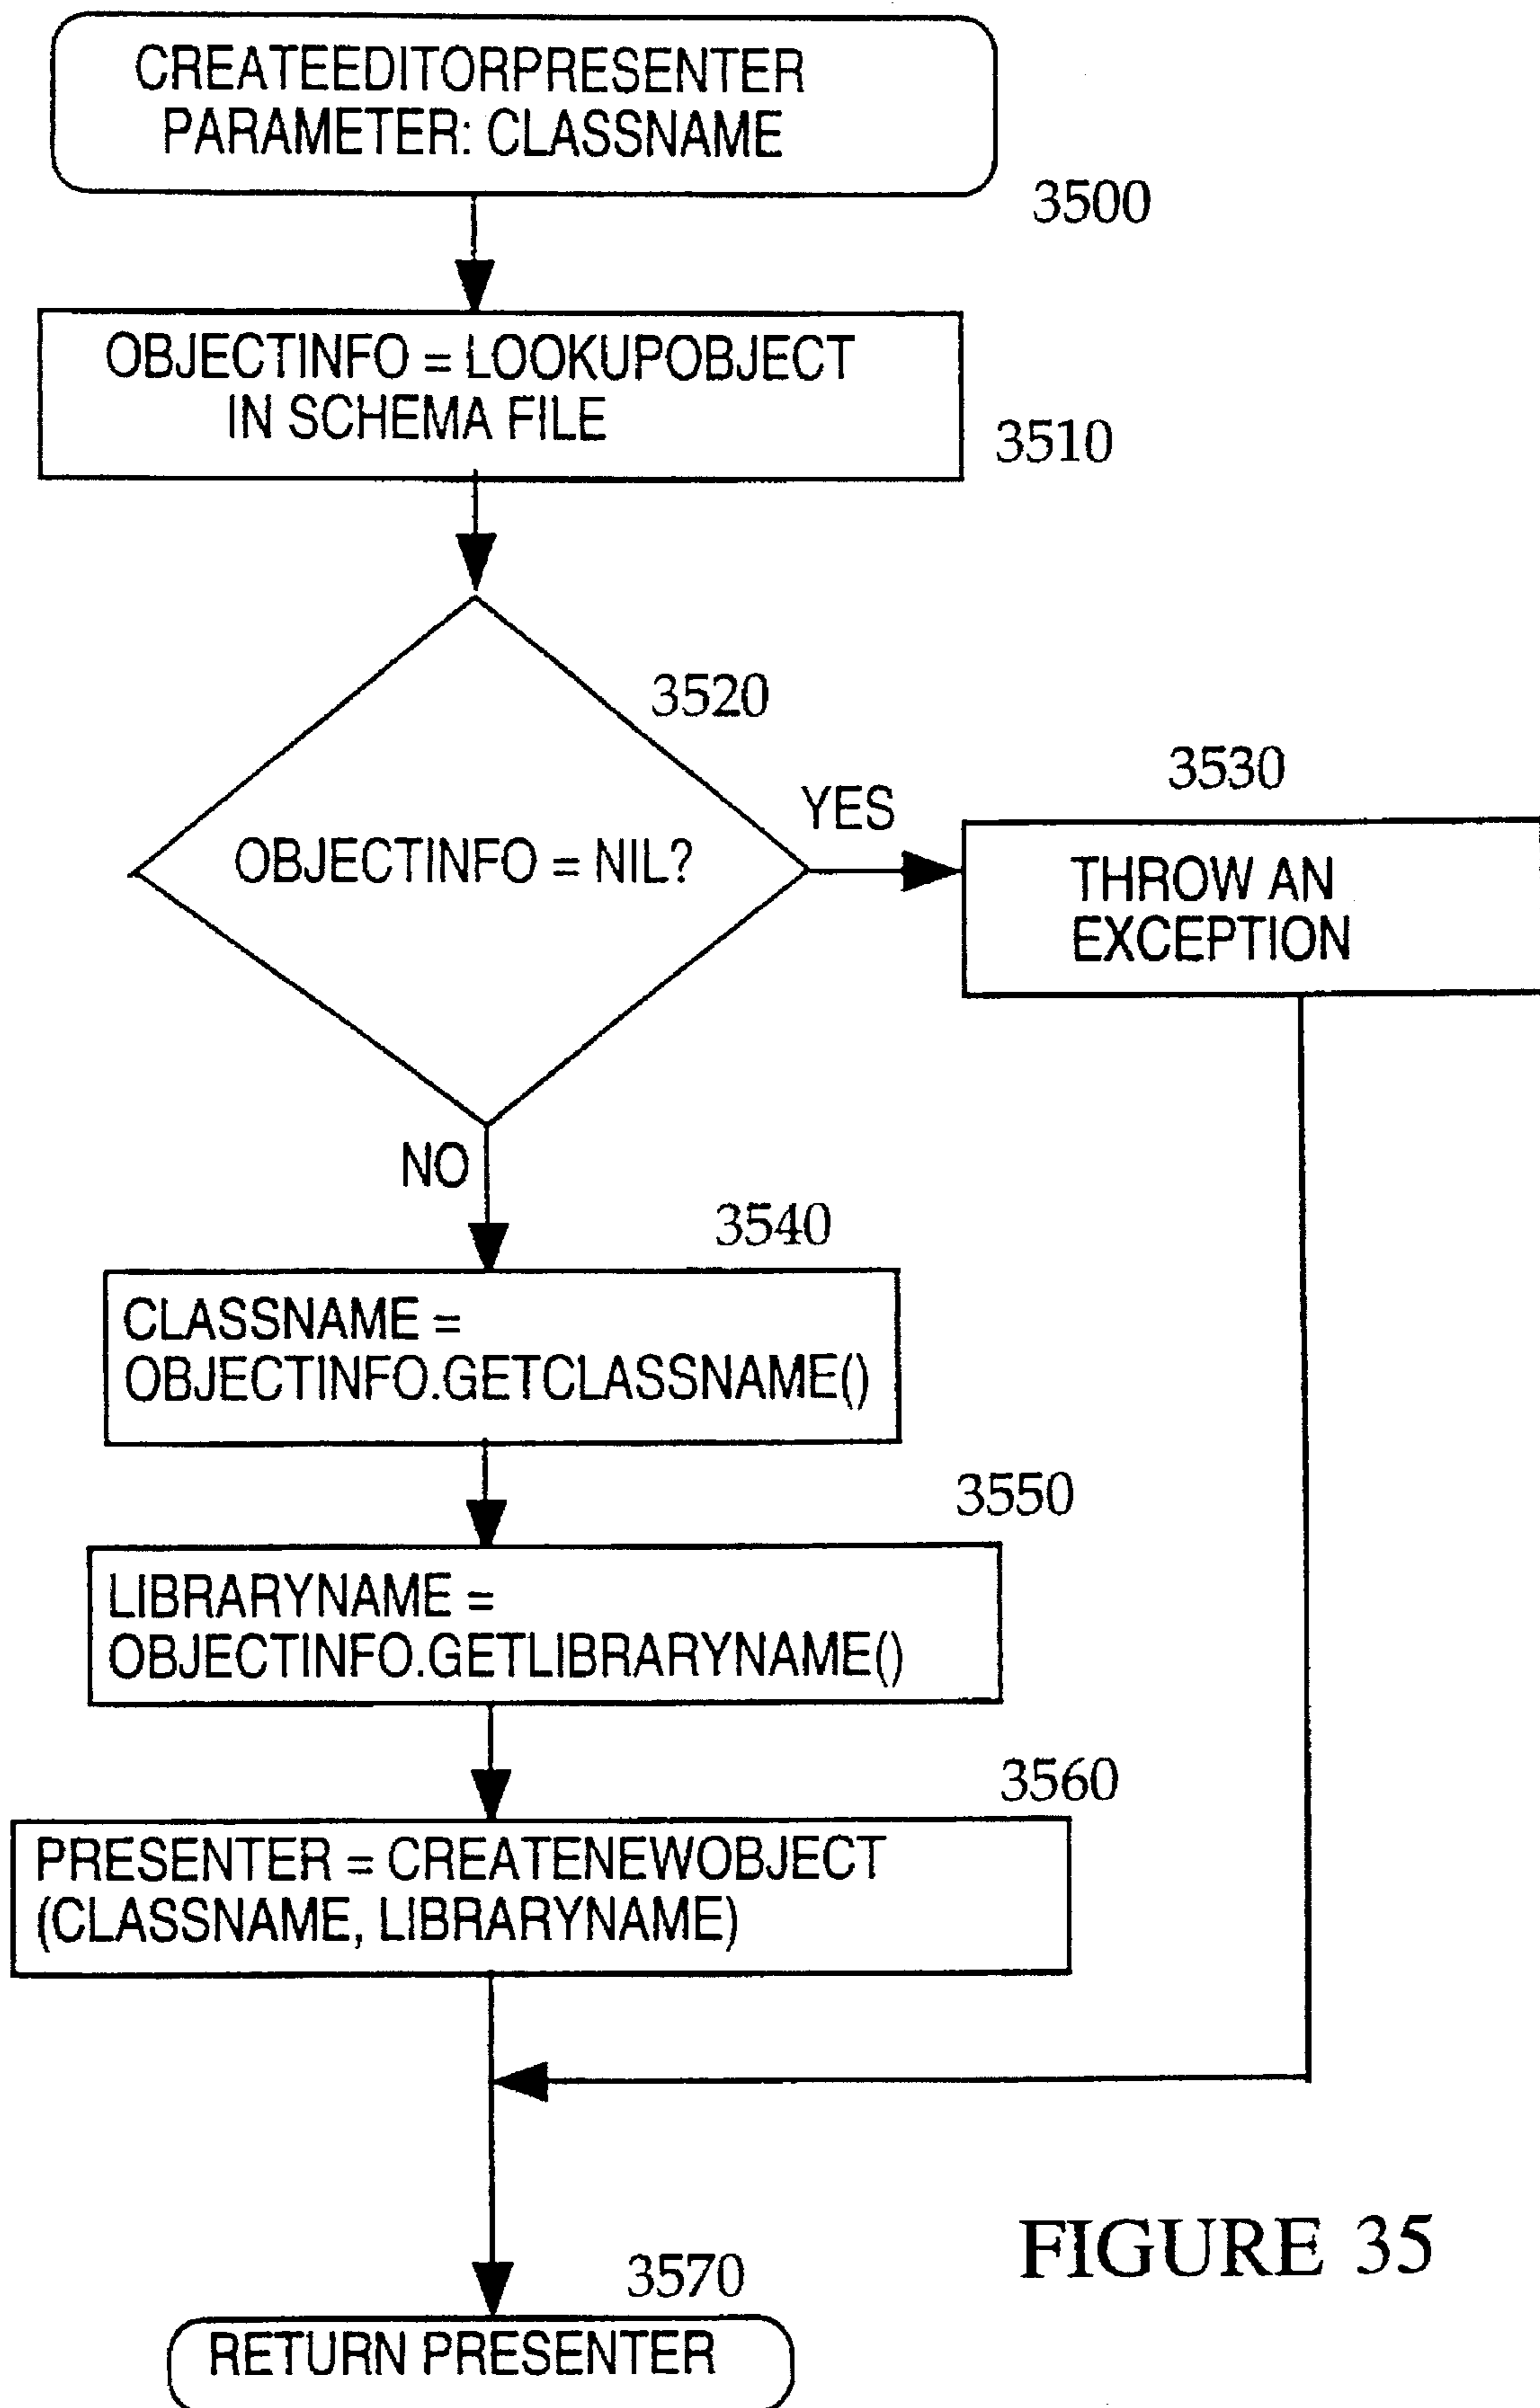 CREATEEDITORPRESENTER
PARAMETER: CLASSNAME
3500
OBJECTINFO = LOOKUPOBJECT
IN SCHEMA FILE
3510
3520
OBJECTINFO = NIL?
YES
3530
THROW AN
EXCEPTION
NO
3540
CLASSNAME =
OBJECTINFO.GETCLASSNAME()
3550
LIBRARYNAME =
OBJECTINFO.GETLIBRARYNAME()
3560
PRESENTER = CREATENEWOBJECT
(CLASSNAME, LIBRARYNAME)
3570
RETURN PRESENTER
FIGURE 35